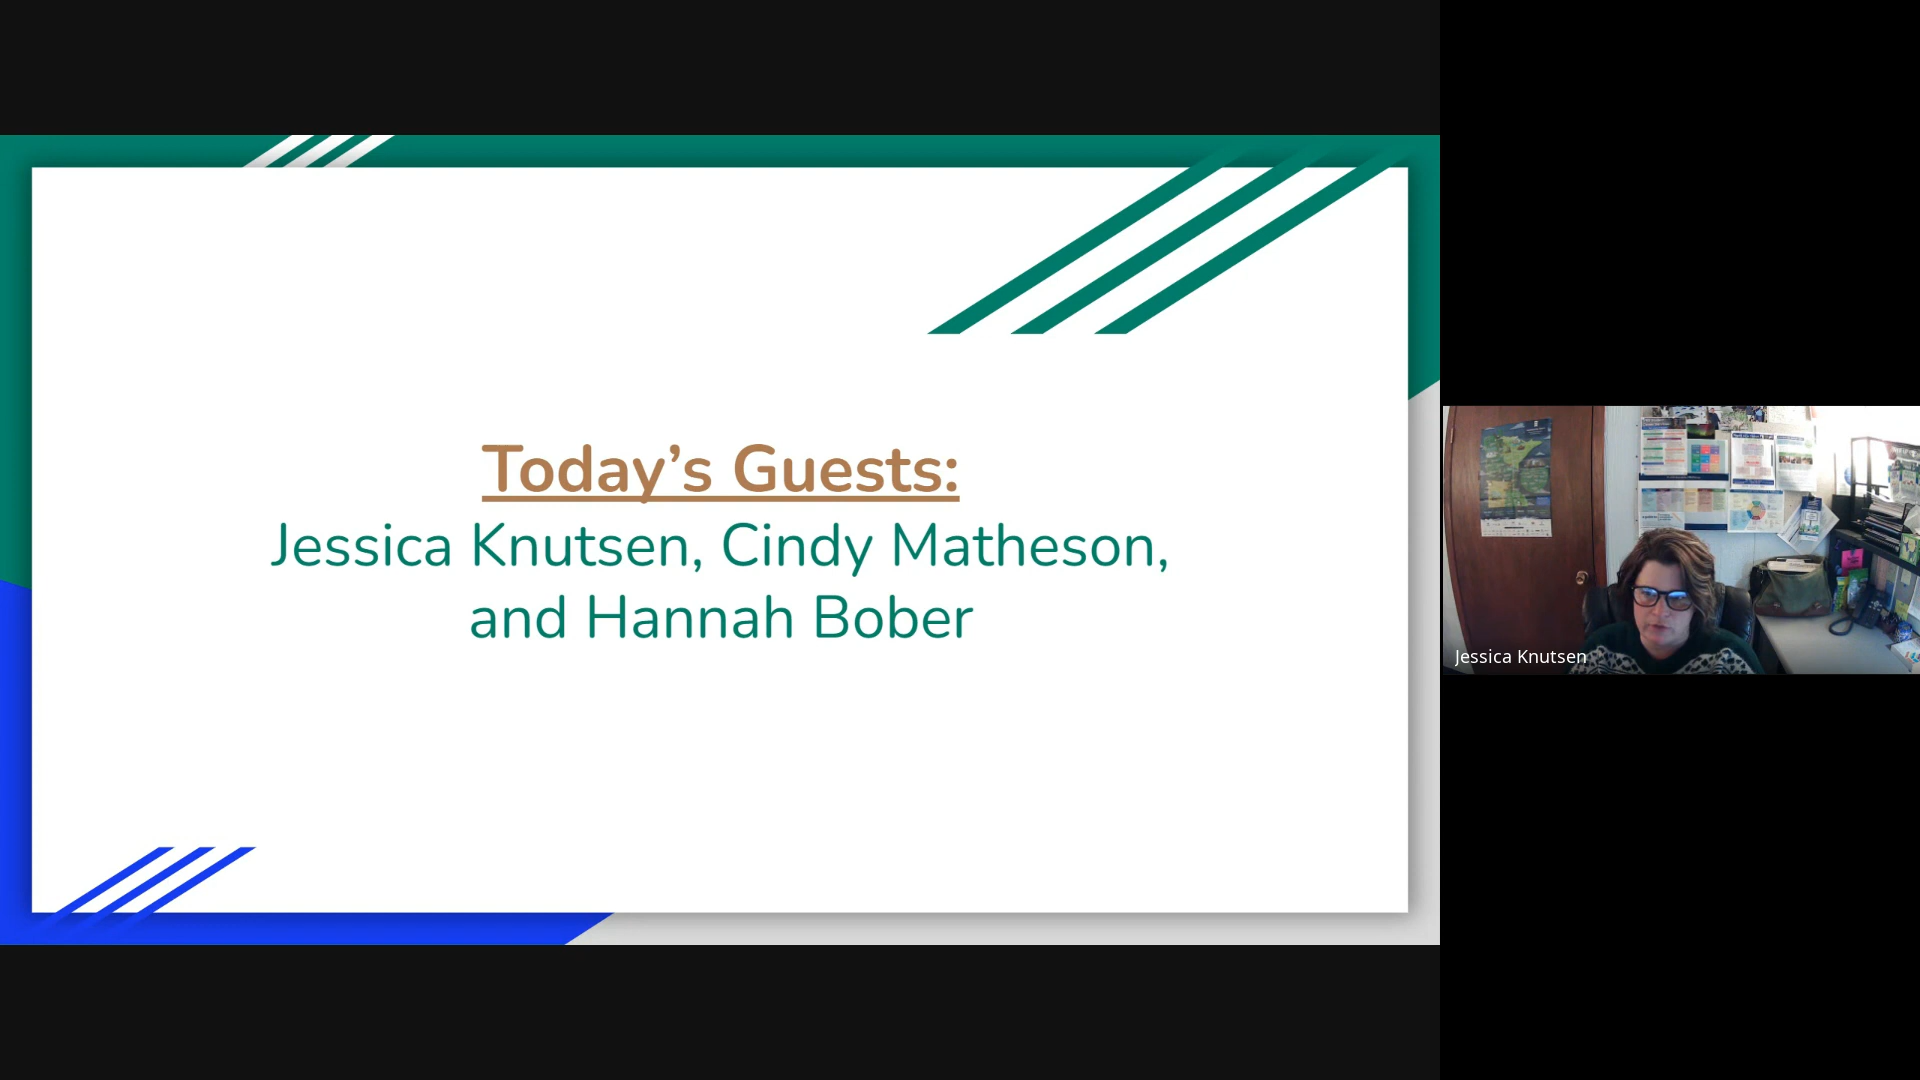 Today’s Guests:
Jessica Knutsen, Cindy Matheson,
and Hannah Bober
Jessica Knutsen